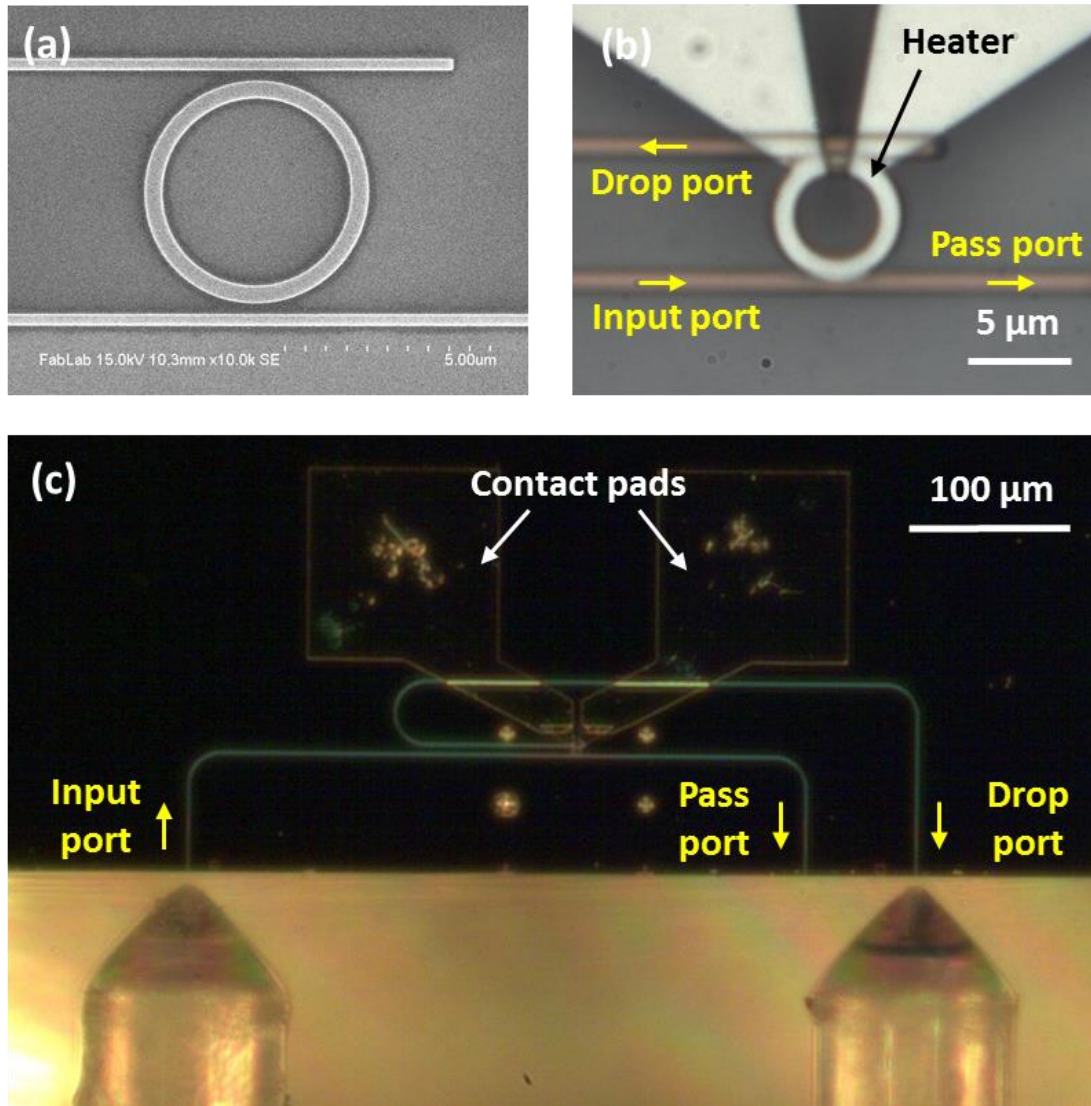 (a)
FabLab 15.0kV 10.3mm x10.0k SE
5.00um
(b)
Heater
Drop port
Pass port
Input port
5 µm
(c)
Contact pads
100 µm
Input
port
Pass
port
Drop
port